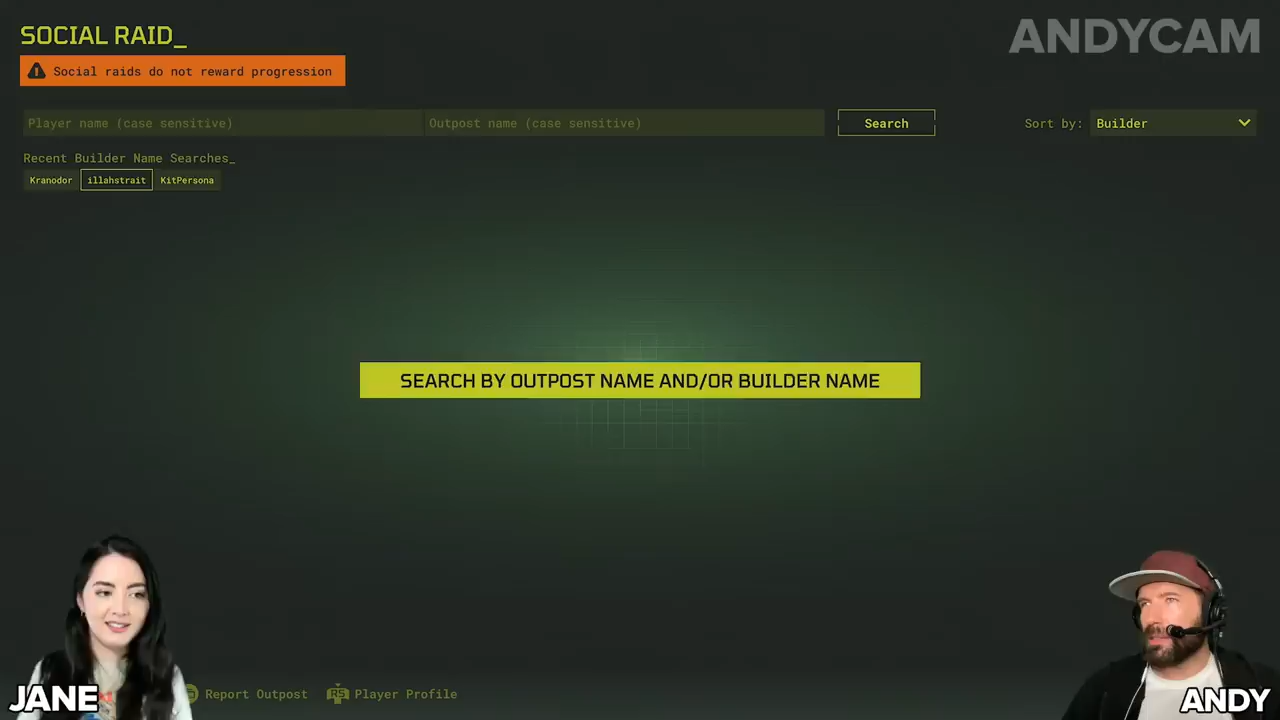 SOCIAL RAID_
ANDYCAM
Social raids do not reward progression
Player name (case sensitive)
Outpost name (case sensitive)
Search
Sort by:
Builder
Recent Builder Name Searches_
Kranodor
illahstrait
KitPersona
SEARCH BY OUTPOST NAME AND/OR BUILDER NAME
Report Outpost
RS
Player Profile
JANE
ANDY